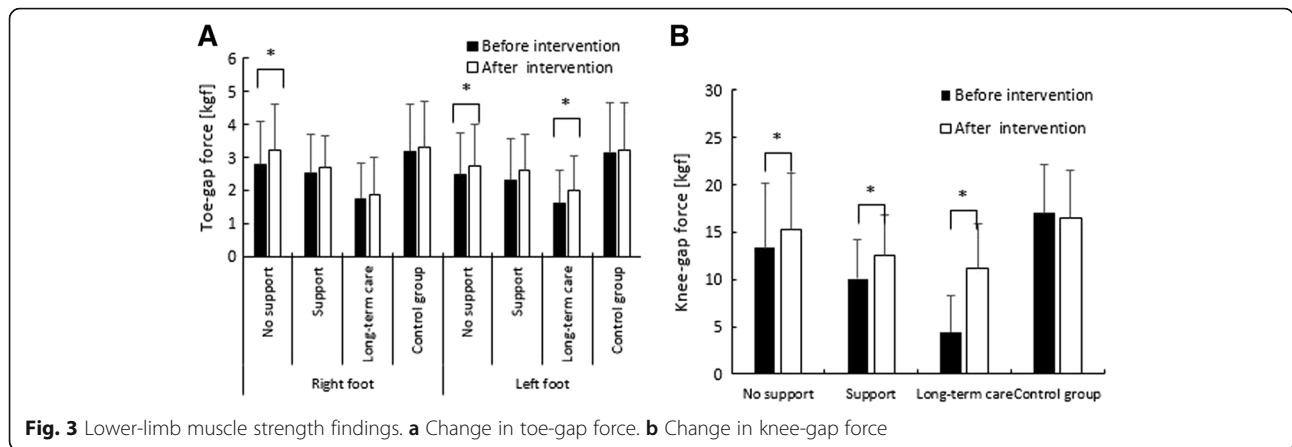 A
■ Before intervention
□ After intervention
Toe-gap force [kgf]
6
5
4
3
2
1
0
*
*
*
No support
Support
Long-term care
Control group
No support
Support
Long-term care
Control group
Right foot
Left foot
B
■ Before intervention
□ After intervention
Knee-gap force [kgf]
30
25
20
15
10
5
0
*
*
*
No support
Support
Long-term care
Control group
Fig. 3 Lower-limb muscle strength findings. a Change in toe-gap force. b Change in knee-gap force